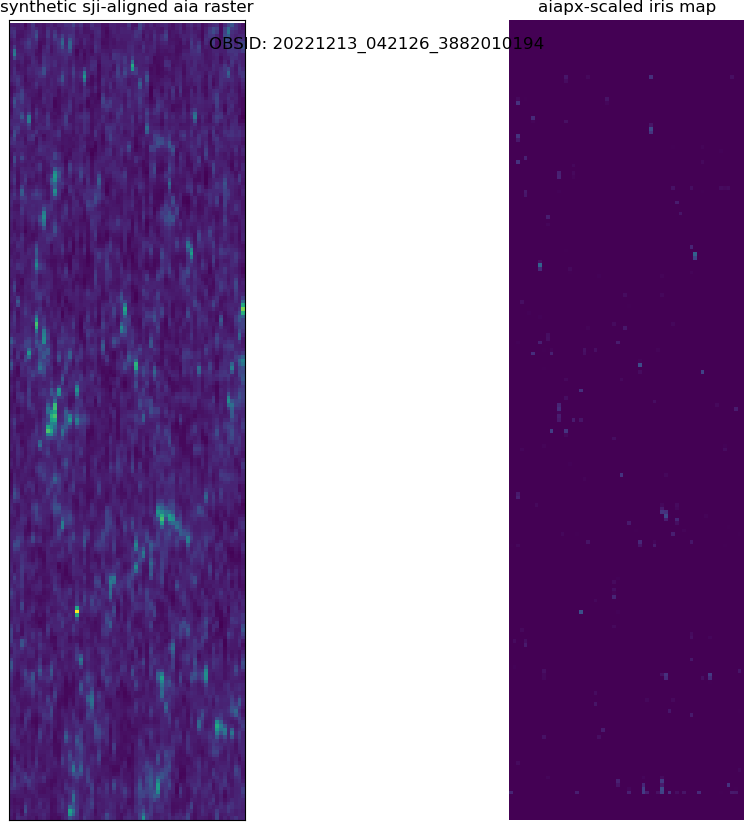 synthetic sji-aligned aia raster
aiapx-scaled iris map
OBSID: 20221213_042126_3882010194